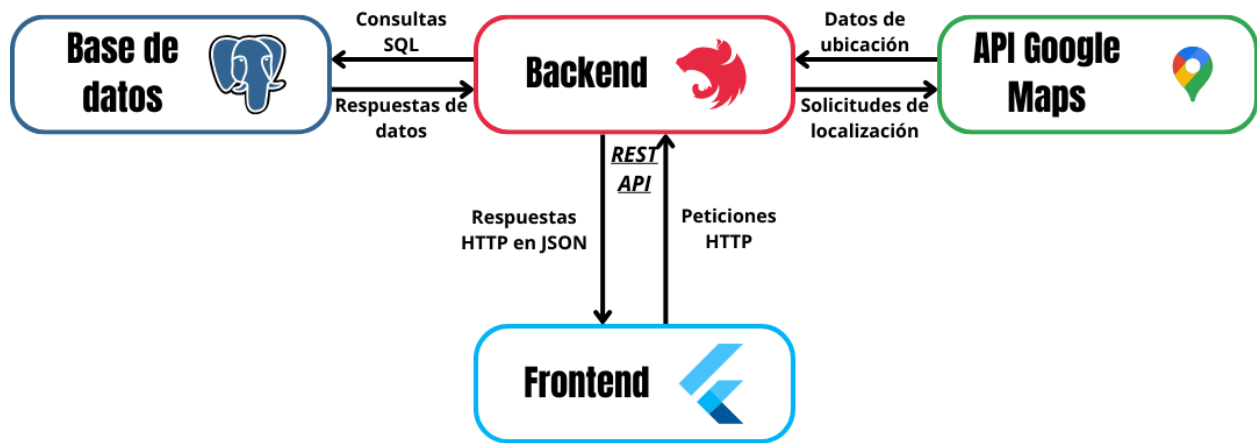 Base de
datos
Consultas
SQL
Respuestas de
datos
Backend
Datos de
ubicación
Solicitudes de
localización
API Google
Maps
REST
API
Respuestas
HTTP en JSON
Peticiones
HTTP
Frontend